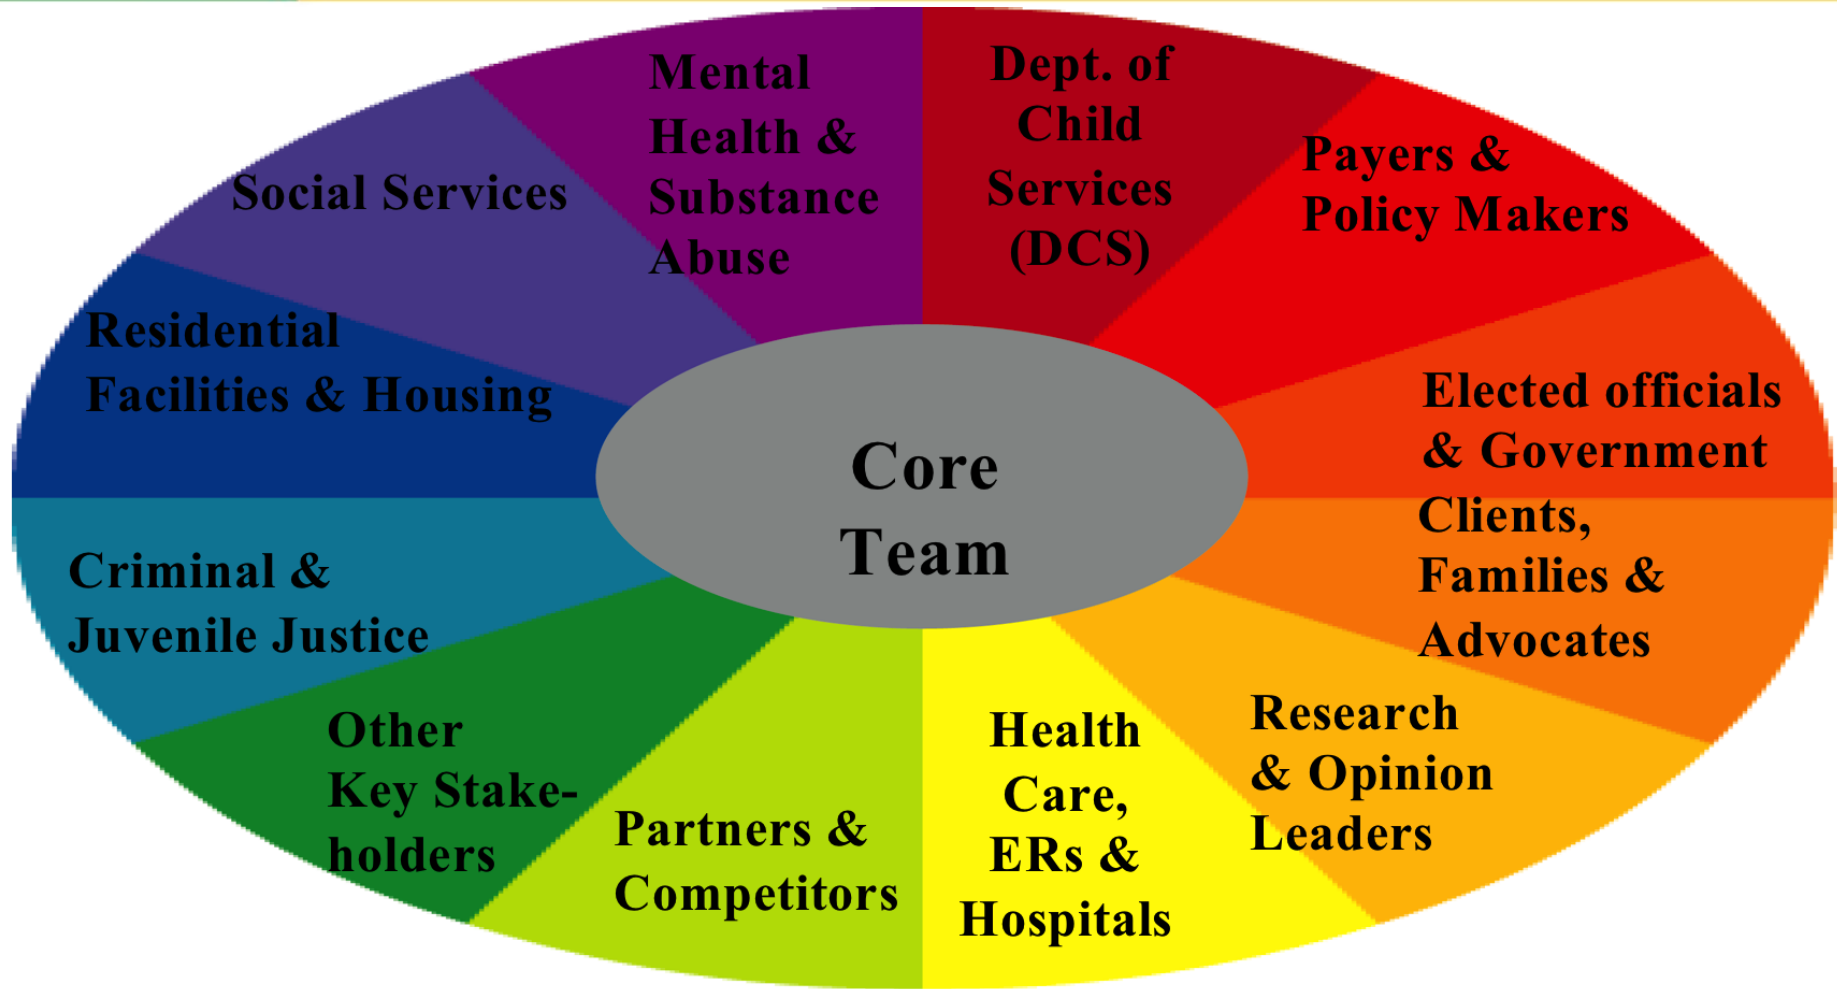 Mental
Health &
Substance
Abuse
Dept. of
Child
Services
(DCS)
Payers &
Policy Makers
Social Services
Residential
Facilities & Housing
Elected officials
& Government
Core
Team
Clients,
Families &
Advocates
Criminal &
Juvenile Justice
Research
& Opinion
Leaders
Other
Key Stake-
holders
Partners &
Competitors
Health
Care,
ERs &
Hospitals